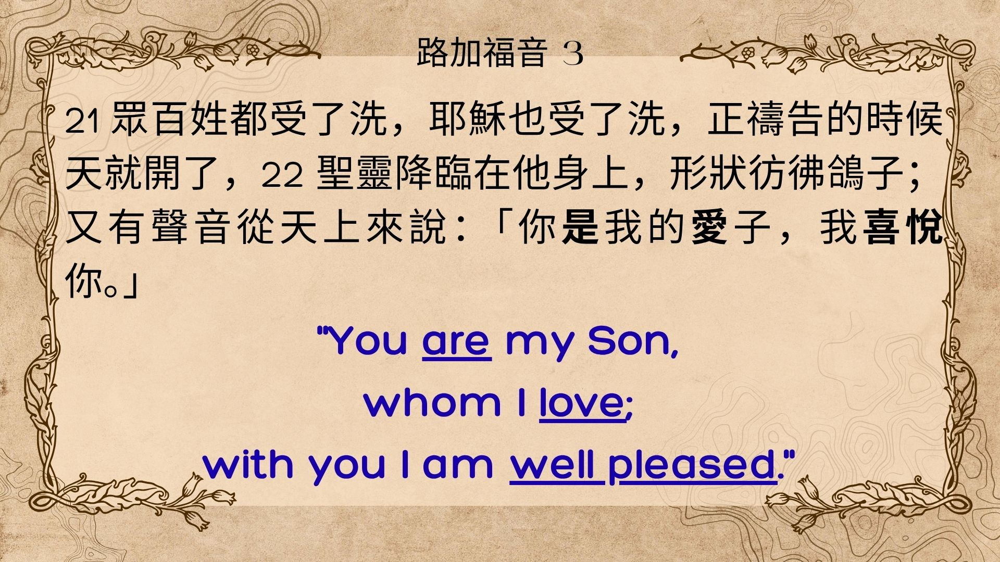 路加福音 3
21 眾百姓都受了洗，耶穌也受了洗，正禱告的時候
天就開了，22 聖靈降臨在他身上，形狀彷彿鴿子；
又有聲音從天上來說：「你是我的愛子，我喜悅
你。」
"You are my Son,
whom I love;
with you I am well pleased."